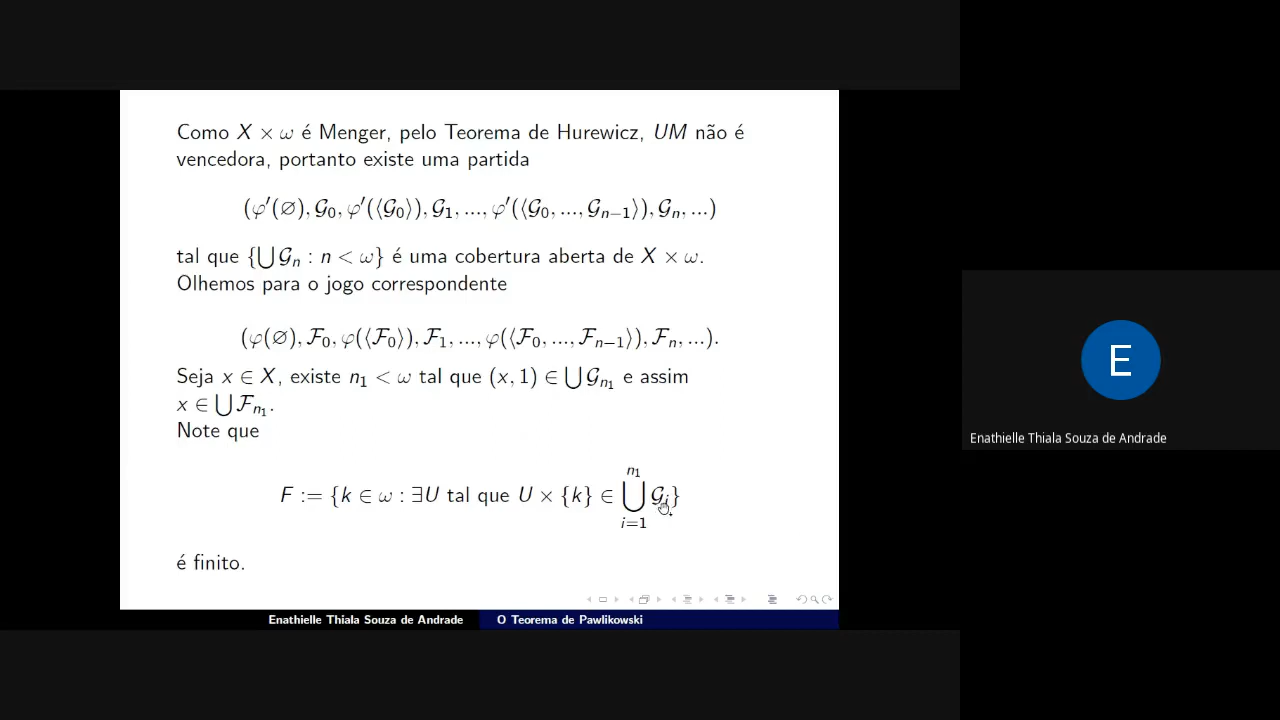 Como X × ω é Menger, pelo Teorema de Hurewicz, UM não é
vencedora, portanto existe uma partida
(φ′(∅), 𝒢₀, φ′(⟨𝒢₀⟩), 𝒢₁, ..., φ′(⟨𝒢₀, ..., 𝒢ₙ₋₁⟩), 𝒢ₙ, ...)
tal que {⋃ 𝒢ₙ : n < ω} é uma cobertura aberta de X × ω.
Olhemos para o jogo correspondente
(φ(∅), ℱ₀, φ(⟨ℱ₀⟩), ℱ₁, ..., φ(⟨ℱ₀, ..., ℱₙ₋₁⟩), ℱₙ, ...).
Seja x ∈ X, existe n₁ < ω tal que (x, 1) ∈ ⋃ 𝒢ₙ₁ e assim
x ∈ ⋃ ℱₙ₁.
Note que
F := {k ∈ ω : ∃U tal que U × {k} ∈ ⋃ᵢ₌₁ⁿ¹ 𝒢ᵢ}
é finito.
Enathielle Thiala Souza de Andrade O Teorema de Pawlikowski
E
Enathielle Thiala Souza de Andrade